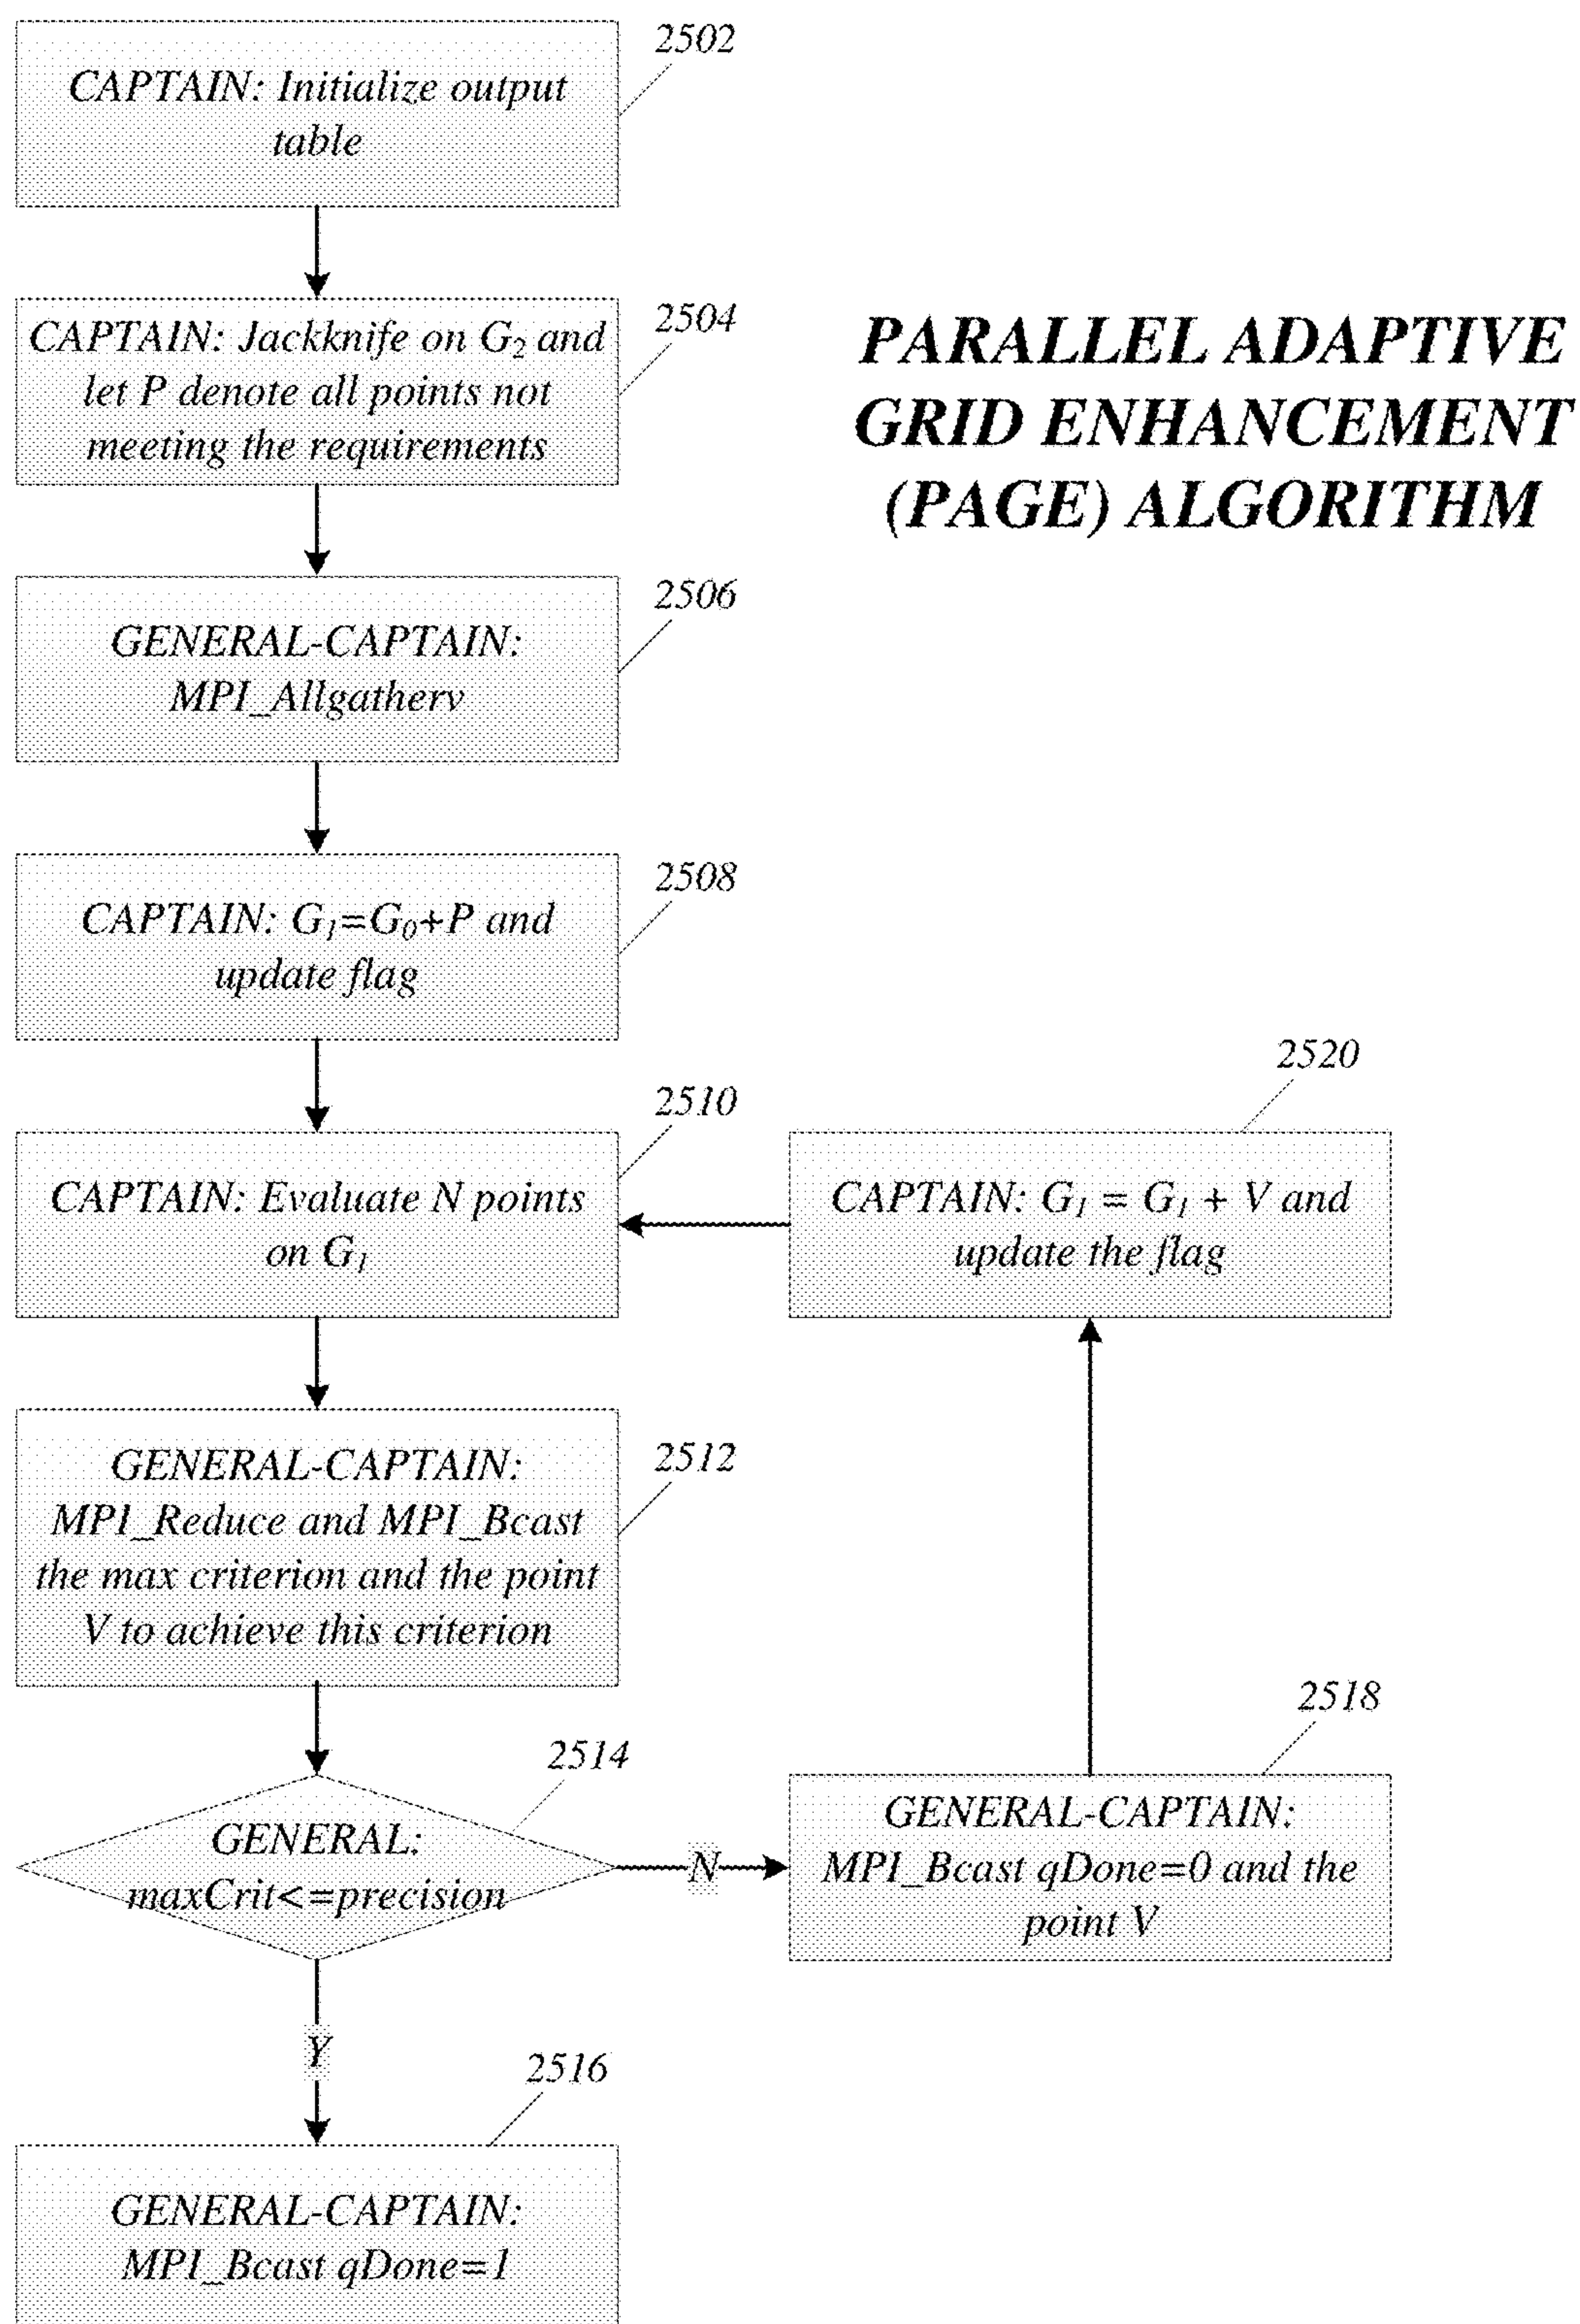 2502
CAPTAIN: Initialize output
table
2504
CAPTAIN: Jackknife on G₂ and
let P denote all points not
meeting the requirements
PARALLEL ADAPTIVE
GRID ENHANCEMENT
(PAGE) ALGORITHM
2506
GENERAL-CAPTAIN:
MPI_Allgatherv
2508
CAPTAIN: G₁=G₀+P and
update flag
2510
CAPTAIN: Evaluate N points
on G₁
2520
CAPTAIN: G₁ = G₁ + V and
update the flag
2512
GENERAL-CAPTAIN:
MPI_Reduce and MPI_Bcast
the max criterion and the point
V to achieve this criterion
2514
GENERAL:
maxCrit<=precision
N
2518
GENERAL-CAPTAIN:
MPI_Bcast qDone=0 and the
point V
Y
2516
GENERAL-CAPTAIN:
MPI_Bcast qDone=1